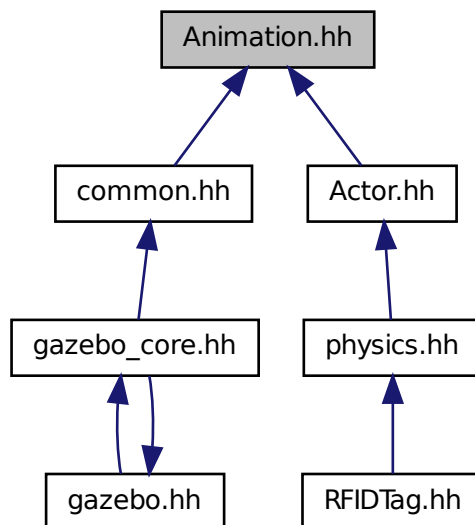 Animation.hh
common.hh
Actor.hh
gazebo_core.hh
physics.hh
gazebo.hh
RFIDTag.hh